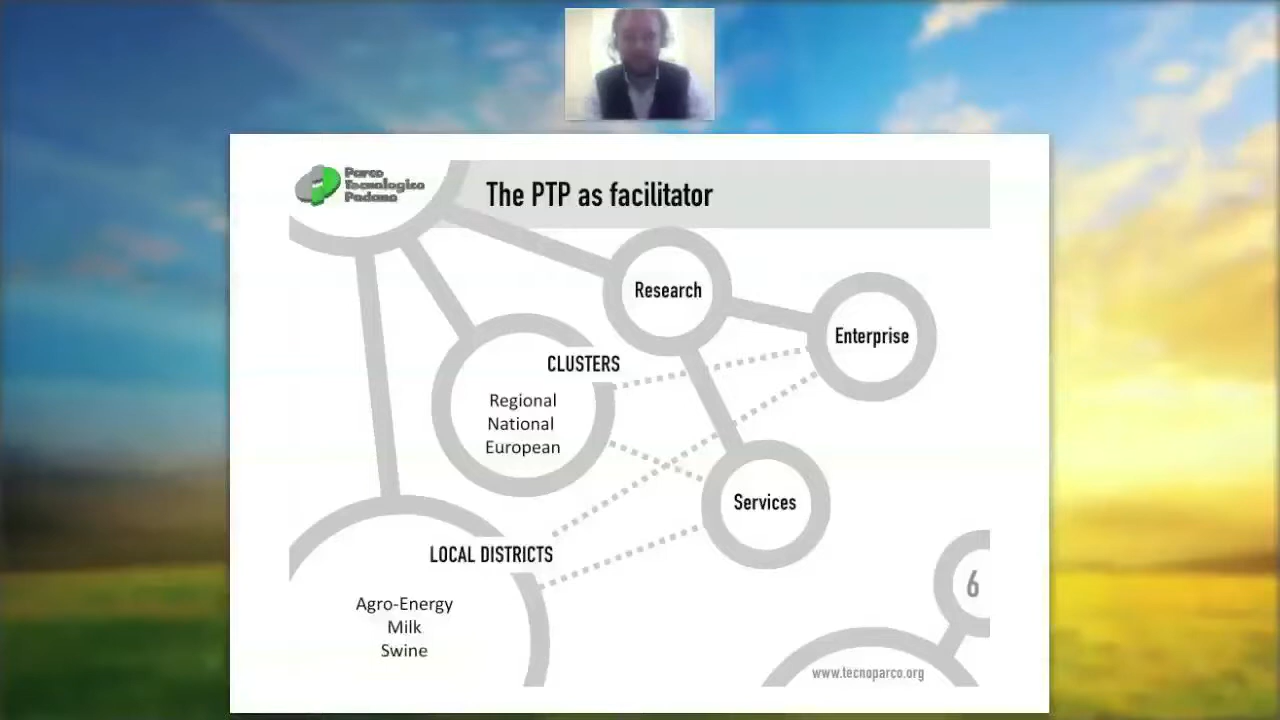 Parco
Tecnologico
Padano
The PTP as facilitator
Research
Enterprise
CLUSTERS
Regional
National
European
Services
LOCAL DISTRICTS
Agro-Energy
Milk
Swine
6
www.tecnoparco.org